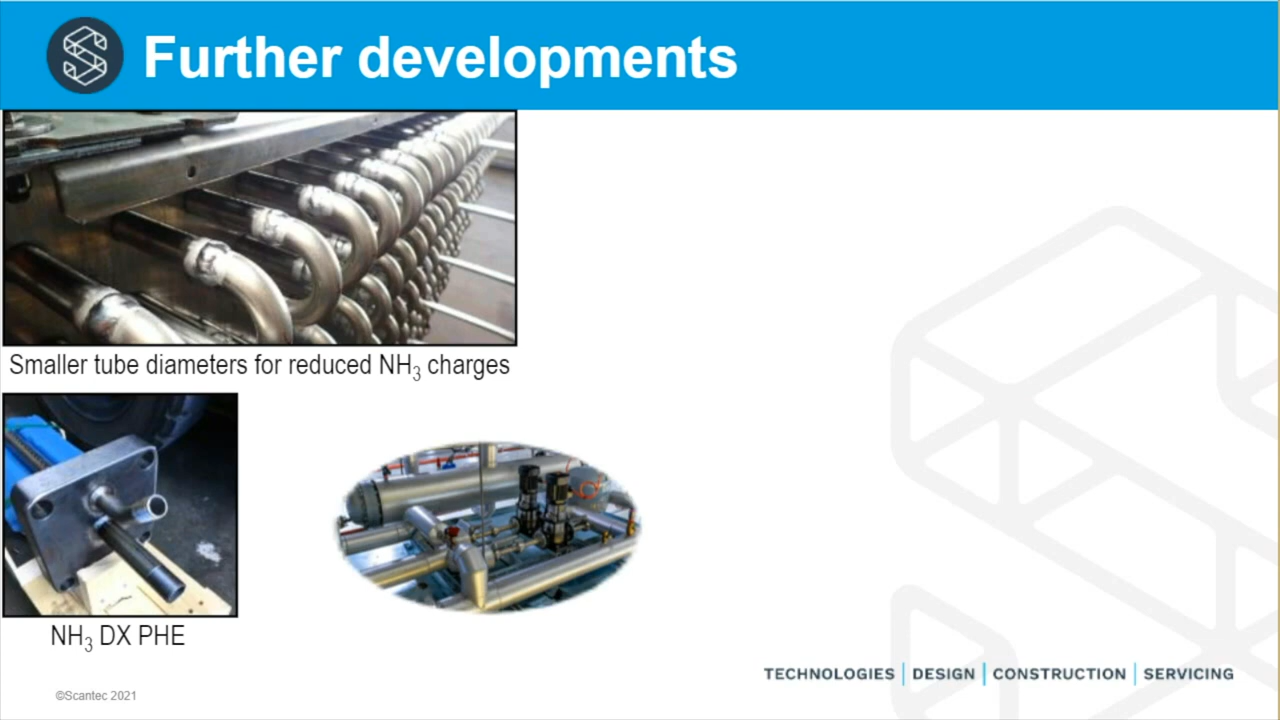 Further developments
Smaller tube diameters for reduced NH₃ charges
NH₃ DX PHE
TECHNOLOGIES | DESIGN | CONSTRUCTION | SERVICING
©Scantec 2021